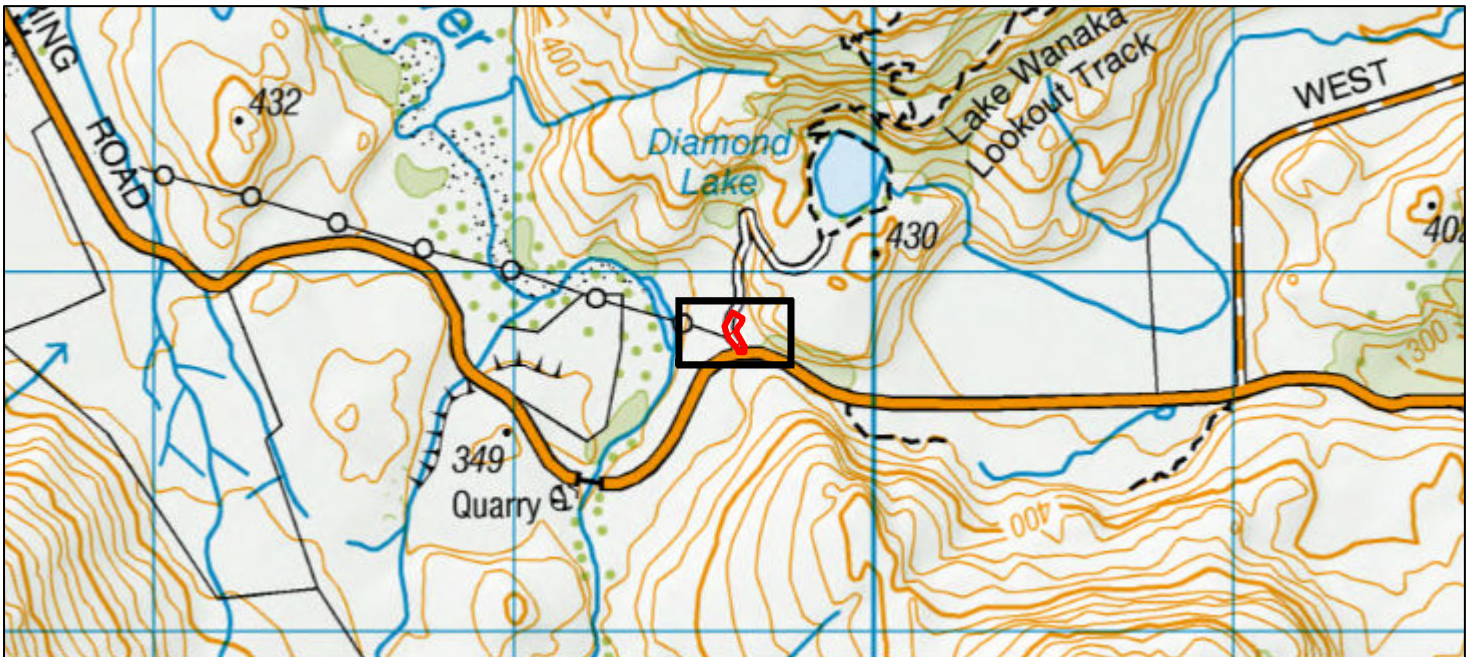 ROAD
432
400
Diamond
Lake
Lake Wanaka
Lookout Track
WEST
430
349
Quarry
300
400